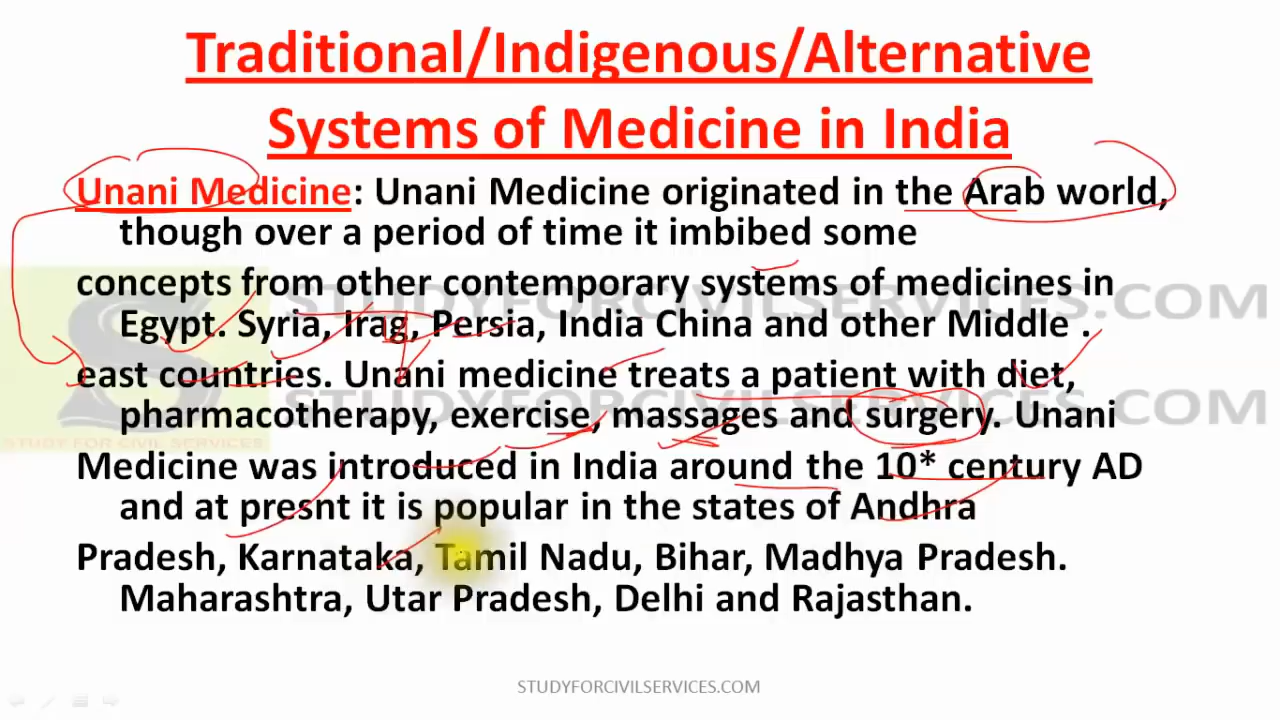 Traditional/Indigenous/Alternative
Systems of Medicine in India
Unani Medicine: Unani Medicine originated in the Arab world,
though over a period of time it imbibed some
concepts from other contemporary systems of medicines in
Egypt. Syria, Irag, Persia, India China and other Middle .
east countries. Unani medicine treats a patient with diet,
pharmacotherapy, exercise, massages and surgery. Unani
Medicine was introduced in India around the 10* century AD
and at presnt it is popular in the states of Andhra
Pradesh, Karnataka, Tamil Nadu, Bihar, Madhya Pradesh.
Maharashtra, Utar Pradesh, Delhi and Rajasthan.
STUDYFORCIVILSERVICES.COM
STUDYFORCIVILSERVICES.COM
STUDY FOR CIVIL SERVICES
STUDYFORCIVILSERVICES.COM